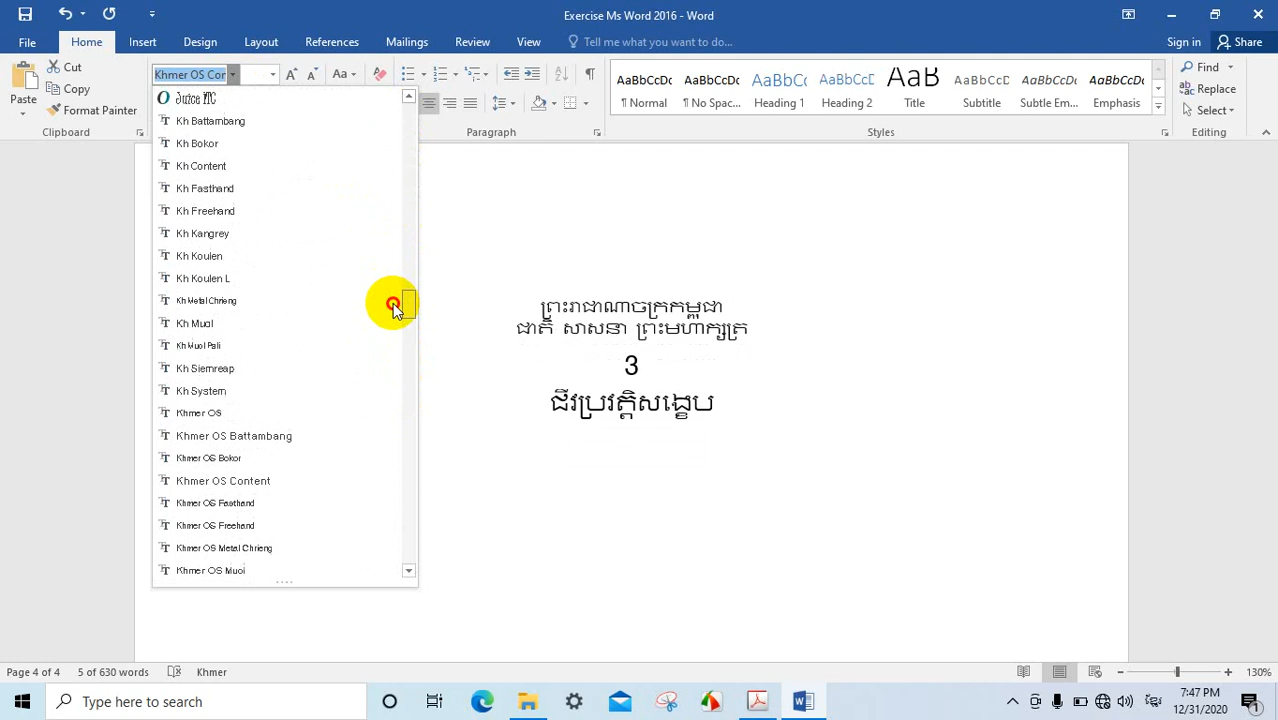 Exercise Ms Word 2016 - Word
File
Home
Insert
Design
Layout
References
Mailings
Review
View
Tell me what you want to do...
Sign in
Share
Paste
Cut
Copy
Format Painter
Clipboard
Khmer OS Cor
Aa
Paragraph
AaBbCcDc
¶ Normal
AaBbCcDc
¶ No Spac...
AaBbCc
Heading 1
AaBbCcD
Heading 2
AaB
Title
AaBbCcD
Subtitle
AaBbCcDc
Subtle Em...
AaBbCcDc
Emphasis
Styles
Find
Replace
Select
Editing
Juice ITC
Kh Battambang
Kh Bokor
Kh Content
Kh Fasthand
Kh Freehand
Kh Kangrey
Kh Koulen
Kh Koulen L
Kh Metal Chrieng
Kh Muol
Kh Muol Pali
Kh Siemreap
Kh System
Khmer OS
Khmer OS Battambang
Khmer OS Bokor
Khmer OS Content
Khmer OS Fasthand
Khmer OS Freehand
Khmer OS Metal Chrieng
Khmer OS Muol
ព្រះរាជាណាចក្រកម្ពុជា
ជាតិ សាសនា ព្រះមហាក្សត្រ
3
ជីវប្រវត្តិសង្ខេប
Page 4 of 4
5 of 630 words
Khmer
130%
Type here to search
7:47 PM
12/31/2020